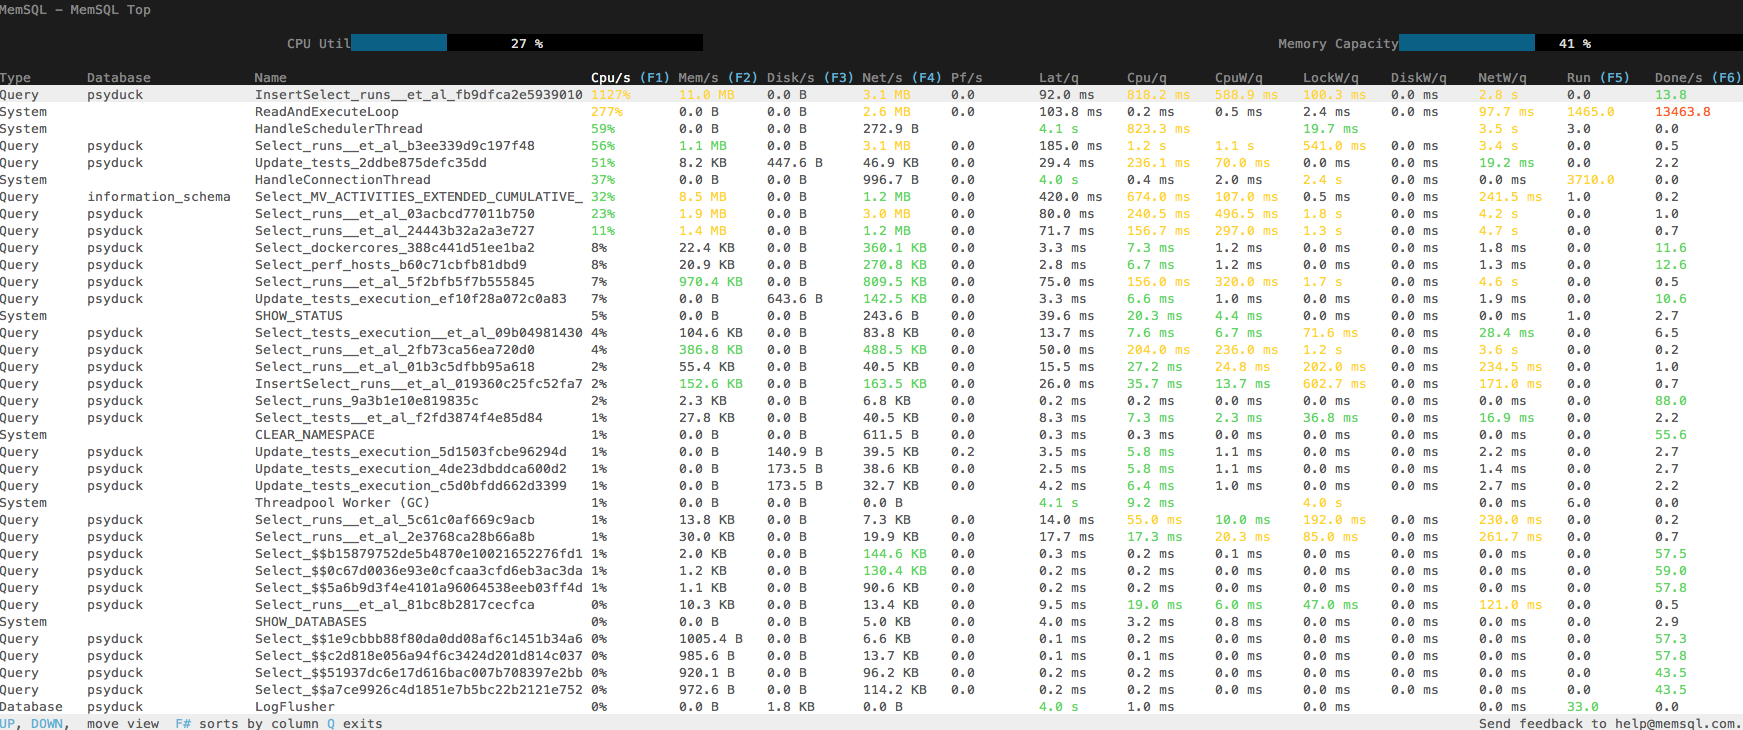 MemSQL – MemSQL Top
CPU Util 27 % Memory Capacity 41 %
Type Database Name Cpu/s (F1) Mem/s (F2) Disk/s (F3) Net/s (F4) Pf/s Lat/q Cpu/q CpuW/q LockW/q DiskW/q NetW/q Run (F5) Done/s (F6)
Query psyduck InsertSelect_runs__et_al_fb9dfca2e5939010 1127% 11.0 MB 0.0 B 3.1 MB 0.0 92.0 ms 818.2 ms 588.9 ms 100.3 ms 0.0 ms 2.8 s 0.0 13.8
System ReadAndExecuteLoop 277% 0.0 B 0.0 B 2.6 MB 0.0 103.8 ms 0.2 ms 0.5 ms 2.4 ms 0.0 ms 97.7 ms 1465.0 13463.8
System HandleSchedulerThread 59% 0.0 B 0.0 B 272.9 B 4.1 s 823.3 ms 19.7 ms 3.5 s 3.0 0.0
Query psyduck Select_runs__et_al_b3ee339d9c197f48 56% 1.1 MB 0.0 B 3.1 MB 0.0 185.0 ms 1.2 s 1.1 s 541.0 ms 0.0 ms 3.4 s 0.0 0.5
Query psyduck Update_tests_2ddbe875defc35dd 51% 8.2 KB 447.6 B 46.9 KB 0.0 29.4 ms 236.1 ms 70.0 ms 0.0 ms 0.0 ms 19.2 ms 0.0 2.2
System HandleConnectionThread 37% 0.0 B 0.0 B 996.7 B 0.0 4.0 s 0.4 ms 2.0 ms 2.4 s 0.0 ms 0.0 ms 3710.0 0.0
Query information_schema Select_MV_ACTIVITIES_EXTENDED_CUMULATIVE_ 32% 8.5 MB 0.0 B 1.2 MB 0.0 420.0 ms 674.0 ms 107.0 ms 0.5 ms 0.0 ms 241.5 ms 1.0 0.2
Query psyduck Select_runs__et_al_03acbcd77011b750 23% 1.9 MB 0.0 B 3.0 MB 0.0 80.0 ms 240.5 ms 496.5 ms 1.8 s 0.0 ms 4.2 s 0.0 1.0
Query psyduck Select_runs__et_al_24443b32a2a3e727 11% 1.4 MB 0.0 B 1.2 MB 0.0 71.7 ms 156.7 ms 297.0 ms 1.3 s 0.0 ms 4.7 s 0.0 0.7
Query psyduck Select_dockercores_388c441d51ee1ba2 8% 22.4 KB 0.0 B 360.1 KB 0.0 3.3 ms 7.3 ms 1.2 ms 0.0 ms 0.0 ms 1.8 ms 0.0 11.6
Query psyduck Select_perf_hosts_b60c71cbfb81dbd9 8% 20.9 KB 0.0 B 270.8 KB 0.0 2.8 ms 6.7 ms 1.2 ms 0.0 ms 0.0 ms 1.3 ms 0.0 12.6
Query psyduck Select_runs__et_al_5f2bfb5f7b555845 7% 970.4 KB 0.0 B 809.5 KB 0.0 75.0 ms 156.0 ms 320.0 ms 1.7 s 0.0 ms 4.6 s 0.0 0.5
Query psyduck Update_tests_execution_ef10f28a072c0a83 7% 0.0 B 643.6 B 142.5 KB 0.0 3.3 ms 6.6 ms 1.0 ms 0.0 ms 0.0 ms 1.9 ms 0.0 10.6
System SHOW_STATUS 5% 0.0 B 0.0 B 243.6 B 0.0 39.6 ms 20.3 ms 4.4 ms 0.0 ms 0.0 ms 0.0 ms 1.0 2.7
Query psyduck Select_tests_execution__et_al_09b04981430 4% 104.6 KB 0.0 B 83.8 KB 0.0 13.7 ms 7.6 ms 6.7 ms 71.6 ms 0.0 ms 28.4 ms 0.0 6.5
Query psyduck Select_runs__et_al_2fb73ca56ea720d0 4% 386.8 KB 0.0 B 488.5 KB 0.0 50.0 ms 204.0 ms 236.0 ms 1.2 s 0.0 ms 3.6 s 0.0 0.2
Query psyduck Select_runs__et_al_01b3c5dfbb95a618 2% 55.4 KB 0.0 B 40.5 KB 0.0 15.5 ms 27.2 ms 24.8 ms 202.0 ms 0.0 ms 234.5 ms 0.0 1.0
Query psyduck InsertSelect_runs__et_al_019360c25fc52fa7 2% 152.6 KB 0.0 B 163.5 KB 0.0 26.0 ms 35.7 ms 13.7 ms 602.7 ms 0.0 ms 171.0 ms 0.0 0.7
Query psyduck Select_runs_9a3b1e10e819835c 2% 2.3 KB 0.0 B 6.8 KB 0.0 0.2 ms 0.2 ms 0.0 ms 0.0 ms 0.0 ms 0.0 ms 0.0 88.0
Query psyduck Select_tests__et_al_f2fd3874f4e85d84 1% 27.8 KB 0.0 B 40.5 KB 0.0 8.3 ms 7.3 ms 2.3 ms 36.8 ms 0.0 ms 16.9 ms 0.0 2.2
System CLEAR_NAMESPACE 1% 0.0 B 0.0 B 611.5 B 0.0 0.3 ms 0.3 ms 0.0 ms 0.0 ms 0.0 ms 0.0 ms 0.0 55.6
Query psyduck Update_tests_execution_5d1503fcbe96294d 1% 0.0 B 140.9 B 39.5 KB 0.2 3.5 ms 5.8 ms 1.1 ms 0.0 ms 0.0 ms 2.2 ms 0.0 2.7
Query psyduck Update_tests_execution_4de23dbddca600d2 1% 0.0 B 173.5 B 38.6 KB 0.0 2.5 ms 5.8 ms 1.1 ms 0.0 ms 0.0 ms 1.4 ms 0.0 2.7
Query psyduck Update_tests_execution_c5d0bfdd662d3399 1% 0.0 B 173.5 B 32.7 KB 0.0 4.2 ms 6.4 ms 1.0 ms 0.0 ms 0.0 ms 2.7 ms 0.0 2.2
System Threadpool Worker (GC) 1% 0.0 B 0.0 B 0.0 B 4.1 s 9.2 ms 4.0 s 0.0 ms 6.0 0.0
Query psyduck Select_runs__et_al_5c61c0af669c9acb 1% 13.8 KB 0.0 B 7.3 KB 0.0 14.0 ms 55.0 ms 10.0 ms 192.0 ms 0.0 ms 230.0 ms 0.0 0.2
Query psyduck Select_runs__et_al_2e3768ca28b66a8b 1% 30.0 KB 0.0 B 19.9 KB 0.0 17.7 ms 17.3 ms 20.3 ms 85.0 ms 0.0 ms 261.7 ms 0.0 0.7
Query psyduck Select_$$b15879752de5b4870e10021652276fd1 1% 2.0 KB 0.0 B 144.6 KB 0.0 0.3 ms 0.2 ms 0.1 ms 0.0 ms 0.0 ms 0.0 ms 0.0 57.5
Query psyduck Select_$$0c67d0036e93e0cfcaa3cfd6eb3ac3da 1% 1.2 KB 0.0 B 130.4 KB 0.0 0.2 ms 0.2 ms 0.0 ms 0.0 ms 0.0 ms 0.0 ms 0.0 59.0
Query psyduck Select_$$5a6b9d3f4e4101a96064538eeb03ff4d 1% 1.1 KB 0.0 B 90.6 KB 0.0 0.2 ms 0.2 ms 0.0 ms 0.0 ms 0.0 ms 0.0 ms 0.0 57.8
Query psyduck Select_runs__et_al_81bc8b2817cecfca 0% 10.3 KB 0.0 B 13.4 KB 0.0 9.5 ms 19.0 ms 6.0 ms 47.0 ms 0.0 ms 121.0 ms 0.0 0.5
System SHOW_DATABASES 0% 0.0 B 0.0 B 5.0 KB 0.0 4.0 ms 3.2 ms 0.8 ms 0.0 ms 0.0 ms 0.0 ms 0.0 2.9
Query psyduck Select_$$1e9cbbb88f80da0dd08af6c1451b34a6 0% 1005.4 B 0.0 B 6.6 KB 0.0 0.1 ms 0.2 ms 0.0 ms 0.0 ms 0.0 ms 0.0 ms 0.0 57.3
Query psyduck Select_$$c2d818e056a94f6c3424d201d814c037 0% 985.6 B 0.0 B 13.7 KB 0.0 0.1 ms 0.1 ms 0.0 ms 0.0 ms 0.0 ms 0.0 ms 0.0 57.8
Query psyduck Select_$$51937dc6e17d616bac007b708397e2bb 0% 920.1 B 0.0 B 96.2 KB 0.0 0.2 ms 0.2 ms 0.0 ms 0.0 ms 0.0 ms 0.0 ms 0.0 43.5
Query psyduck Select_$$a7ce9926c4d1851e7b5bc22b2121e752 0% 972.6 B 0.0 B 114.2 KB 0.0 0.2 ms 0.2 ms 0.0 ms 0.0 ms 0.0 ms 0.0 ms 0.0 43.5
Database psyduck LogFlusher 0% 0.0 B 1.8 KB 0.0 B 4.0 s 1.0 ms 33.0 0.0
UP, DOWN, move view F# sorts by column Q exits Send feedback to help@memsql.com.